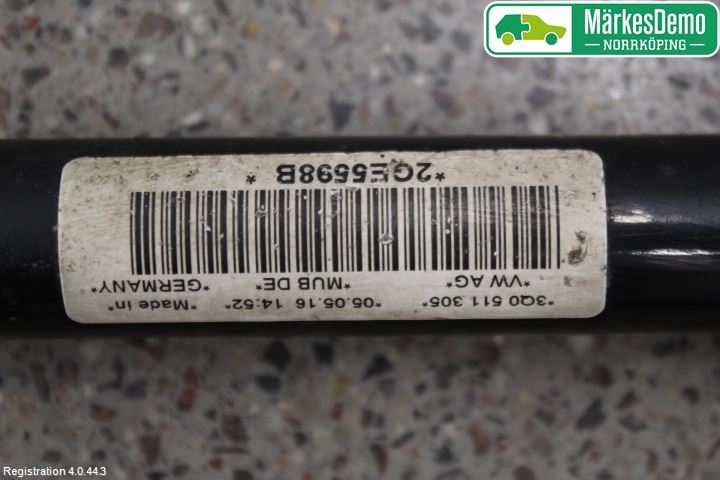 MärkesDemo
NORRKÖPING
*3Q0 511 305* *05.05.16 14:52* *Made in*
*VW AG* *MUB DE* *GERMANY*
*2QE5598B *
Registration 4.0.44.3